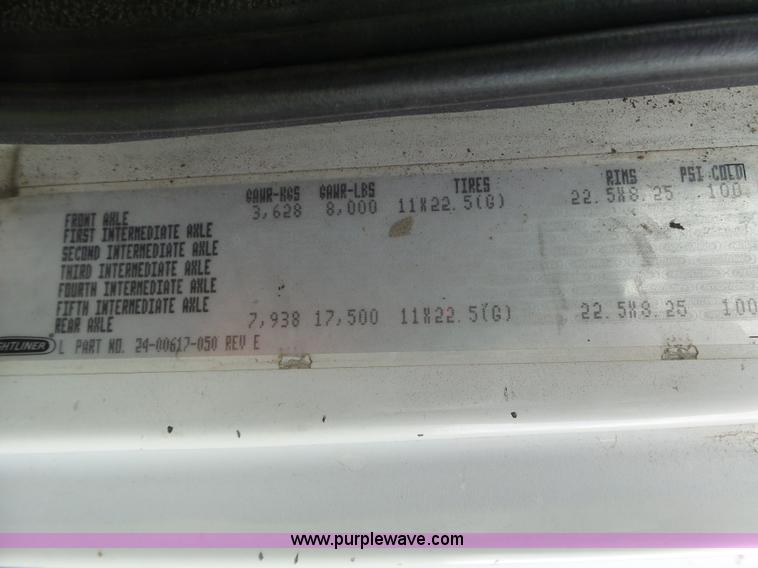 GAWR-KGS GAWR-LBS TIRES RIMS PSI COLD
FRONT AXLE 3,628 8,000 11X22.5(G) 22.5X8.25 100
FIRST INTERMEDIATE AXLE
SECOND INTERMEDIATE AXLE
THIRD INTERMEDIATE AXLE
FOURTH INTERMEDIATE AXLE
FIFTH INTERMEDIATE AXLE
REAR AXLE 7,938 17,500 11X22.5(G) 22.5X8.25 100
GHTLINER L PART NO. 24-00617-050 REV E
www.purplewave.com